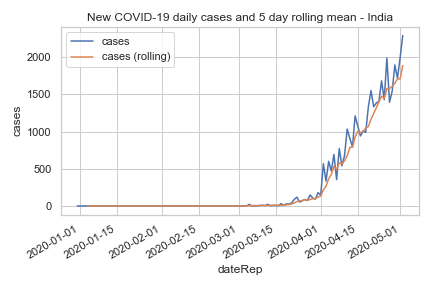 New COVID-19 daily cases and 5 day rolling mean - India
cases
cases (rolling)
2000
1500
1000
500
0
cases
2020-01-01
2020-01-15
2020-02-01
2020-02-15
2020-03-01
2020-03-15
2020-04-01
2020-04-15
2020-05-01
dateRep